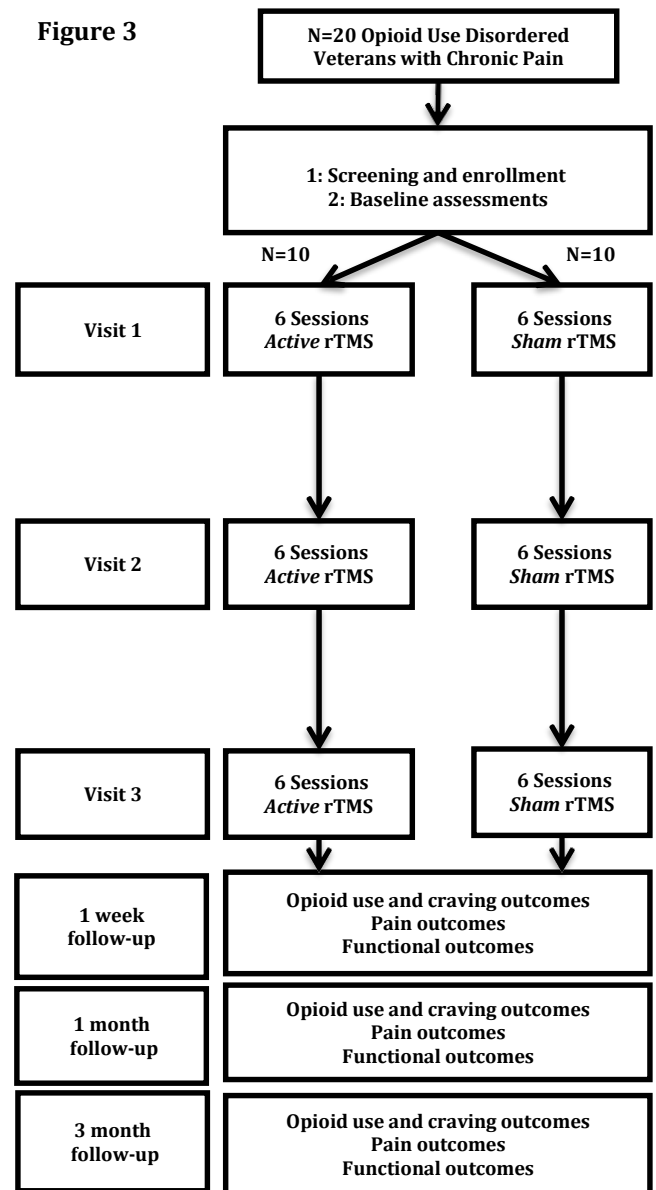 Figure 3
N=20 Opioid Use Disordered
Veterans with Chronic Pain
1: Screening and enrollment
2: Baseline assessments
N=10
N=10
Visit 1
6 Sessions
Active rTMS
6 Sessions
Sham rTMS
Visit 2
6 Sessions
Active rTMS
6 Sessions
Sham rTMS
Visit 3
6 Sessions
Active rTMS
6 Sessions
Sham rTMS
1 week
follow-up
Opioid use and craving outcomes
Pain outcomes
Functional outcomes
1 month
follow-up
Opioid use and craving outcomes
Pain outcomes
Functional outcomes
3 month
follow-up
Opioid use and craving outcomes
Pain outcomes
Functional outcomes